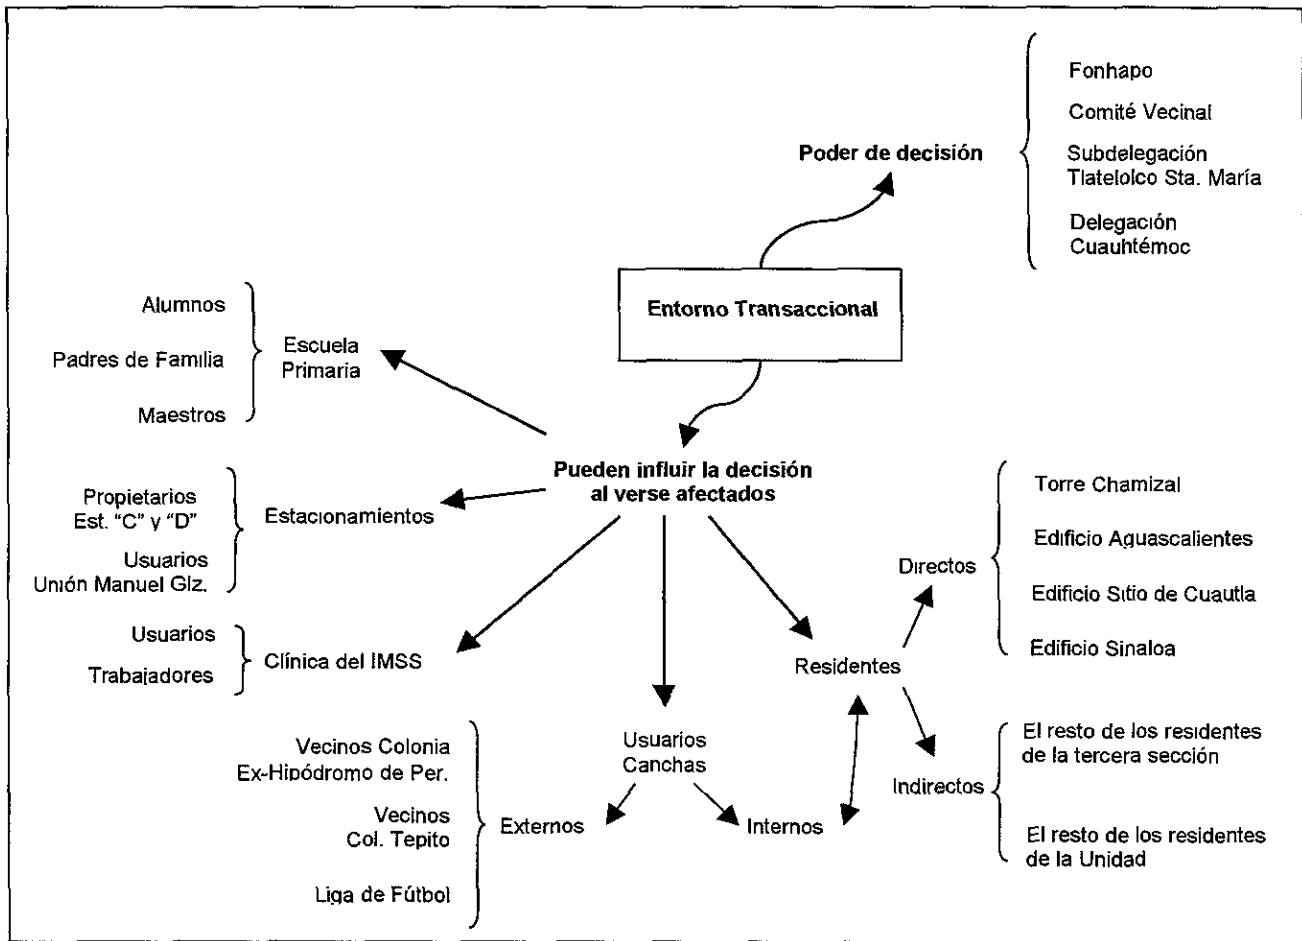 Fonhapo
Comité Vecinal
Poder de decisión
Subdelegación
Tlatelolco Sta. María
Delegación
Cuauhtémoc
Entorno Transaccional
Alumnos
Padres de Familia
Maestros
Escuela
Primaria
Pueden influir la decisión
al verse afectados
Propietarios
Est. "C" y "D"
Usuarios
Unión Manuel Glz.
Estacionamientos
Usuarios
Trabajadores
Clínica del IMSS
Torre Chamizal
Edificio Aguascalientes
Directos
Edificio Sitio de Cuautla
Edificio Sinaloa
Residentes
El resto de los residentes
de la tercera sección
Indirectos
El resto de los residentes
de la Unidad
Usuarios
Canchas
Vecinos Colonia
Ex-Hipódromo de Per.
Vecinos
Col. Tepito
Liga de Fútbol
Externos
Internos